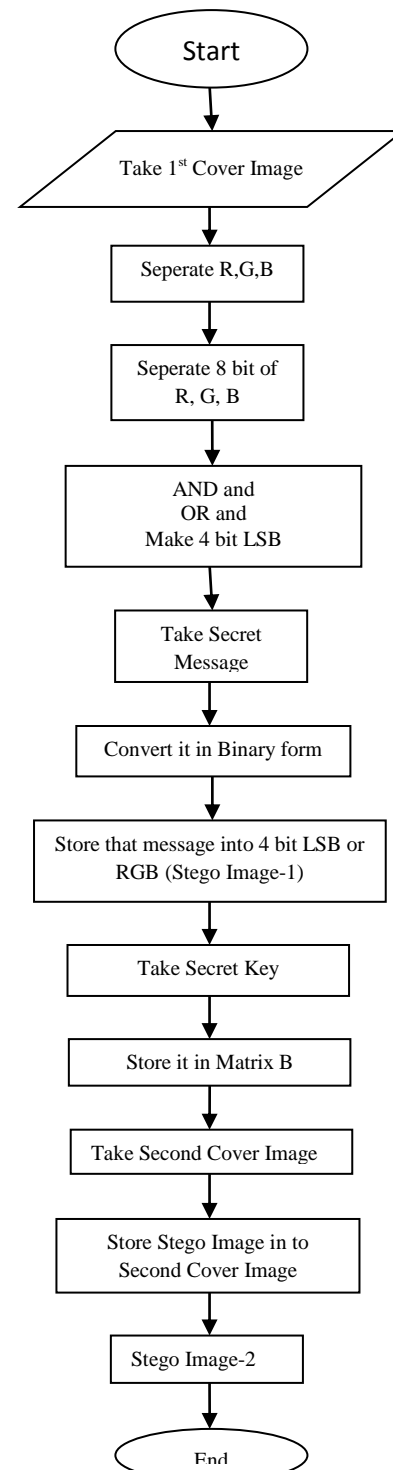 Start
Take 1st Cover Image
Seperate R,G,B
Seperate 8 bit of
R, G, B
AND and
OR and
Make 4 bit LSB
Take Secret
Message
Convert it in Binary form
Store that message into 4 bit LSB or
RGB (Stego Image-1)
Take Secret Key
Store it in Matrix B
Take Second Cover Image
Store Stego Image in to
Second Cover Image
Stego Image-2
End